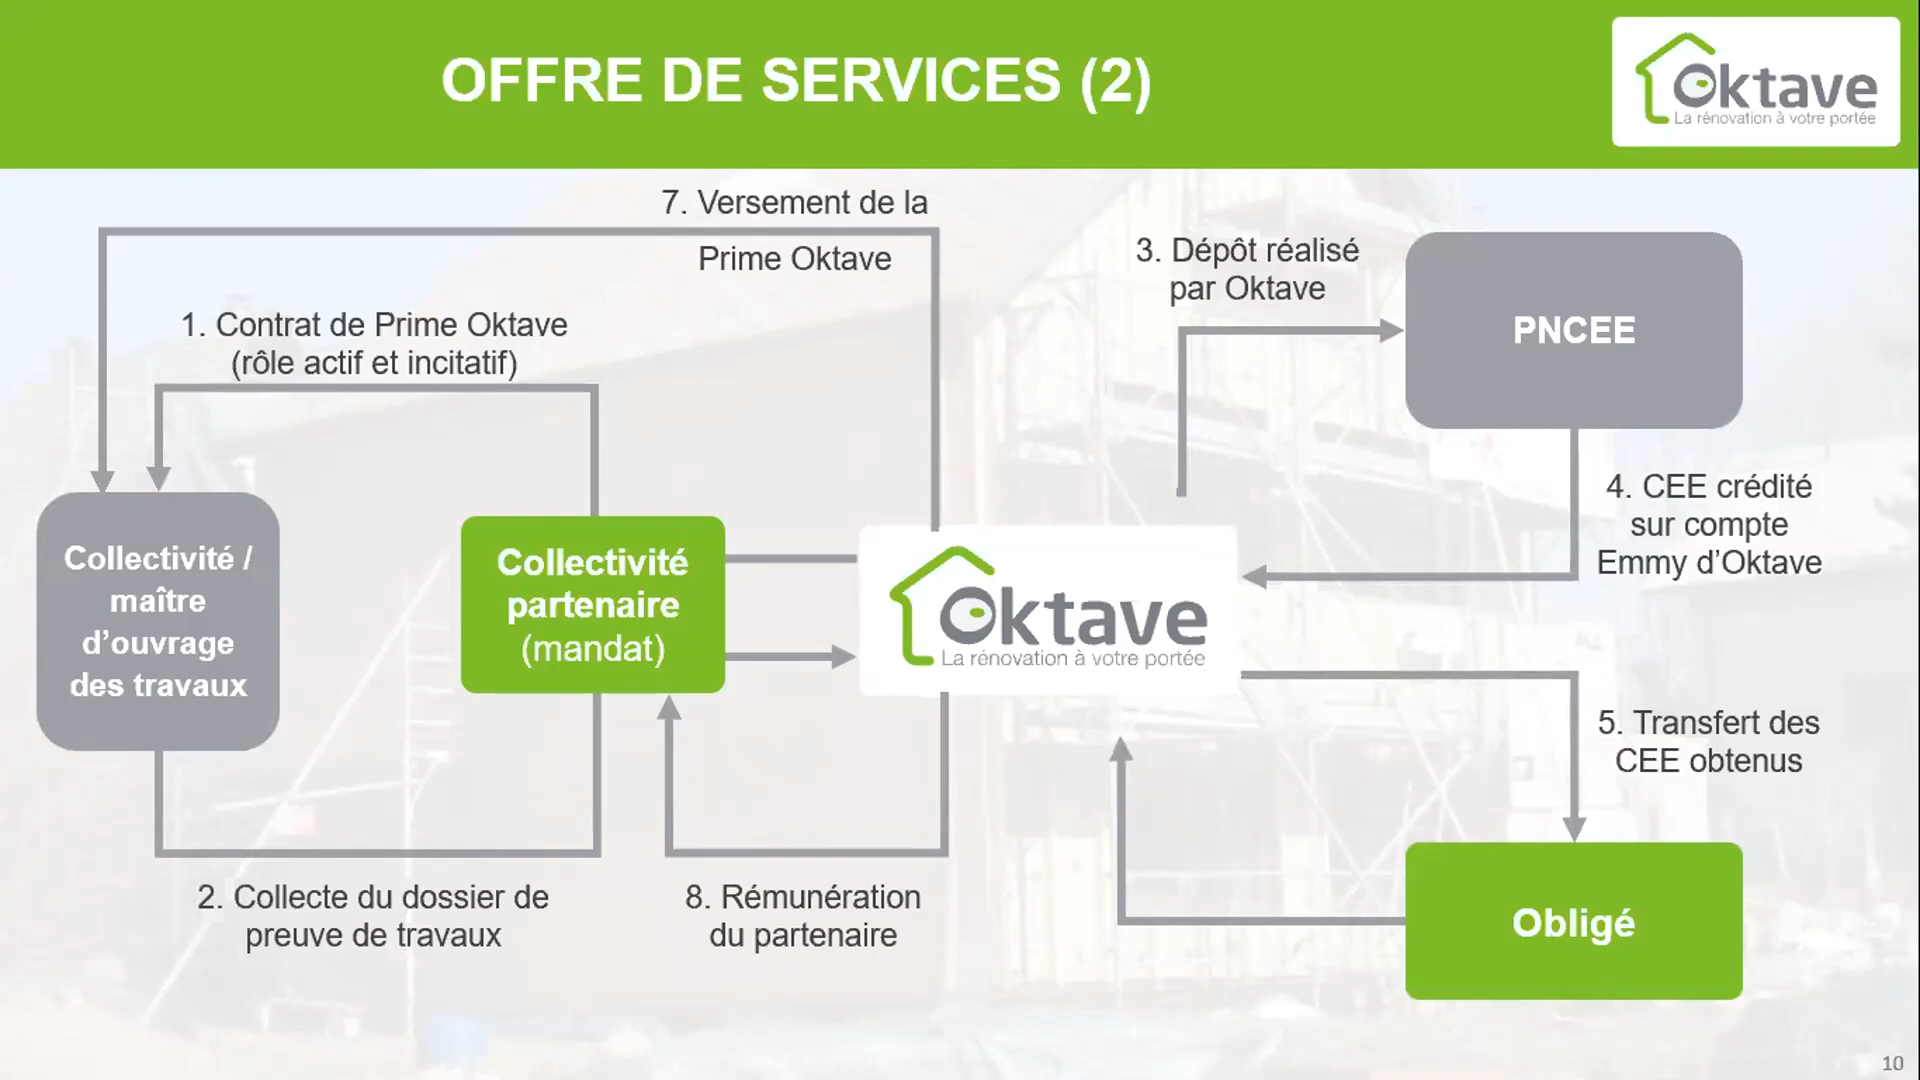 OFFRE DE SERVICES (2)
Oktave
La rénovation à votre portée
7. Versement de la
Prime Oktave
3. Dépôt réalisé
par Oktave
PNCEE
1. Contrat de Prime Oktave
(rôle actif et incitatif)
4. CEE crédité
sur compte
Emmy d’Oktave
Collectivité /
maître
d’ouvrage
des travaux
Collectivité
partenaire
(mandat)
Oktave
La rénovation à votre portée
5. Transfert des
CEE obtenus
2. Collecte du dossier de
preuve de travaux
8. Rémunération
du partenaire
Obligé
10